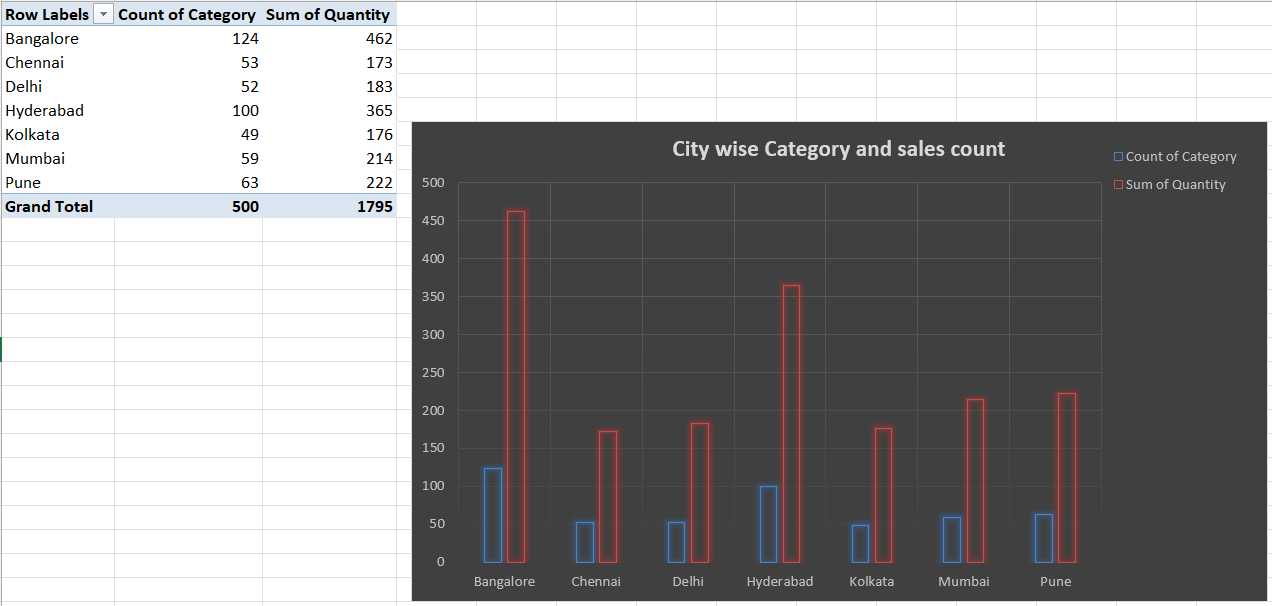 Row Labels Count of Category Sum of Quantity
Bangalore 124 462
Chennai 53 173
Delhi 52 183
Hyderabad 100 365
Kolkata 49 176
Mumbai 59 214
Pune 63 222
Grand Total 500 1795
City wise Category and sales count
Count of Category
Sum of Quantity
500
450
400
350
300
250
200
150
100
50
0
Bangalore Chennai Delhi Hyderabad Kolkata Mumbai Pune